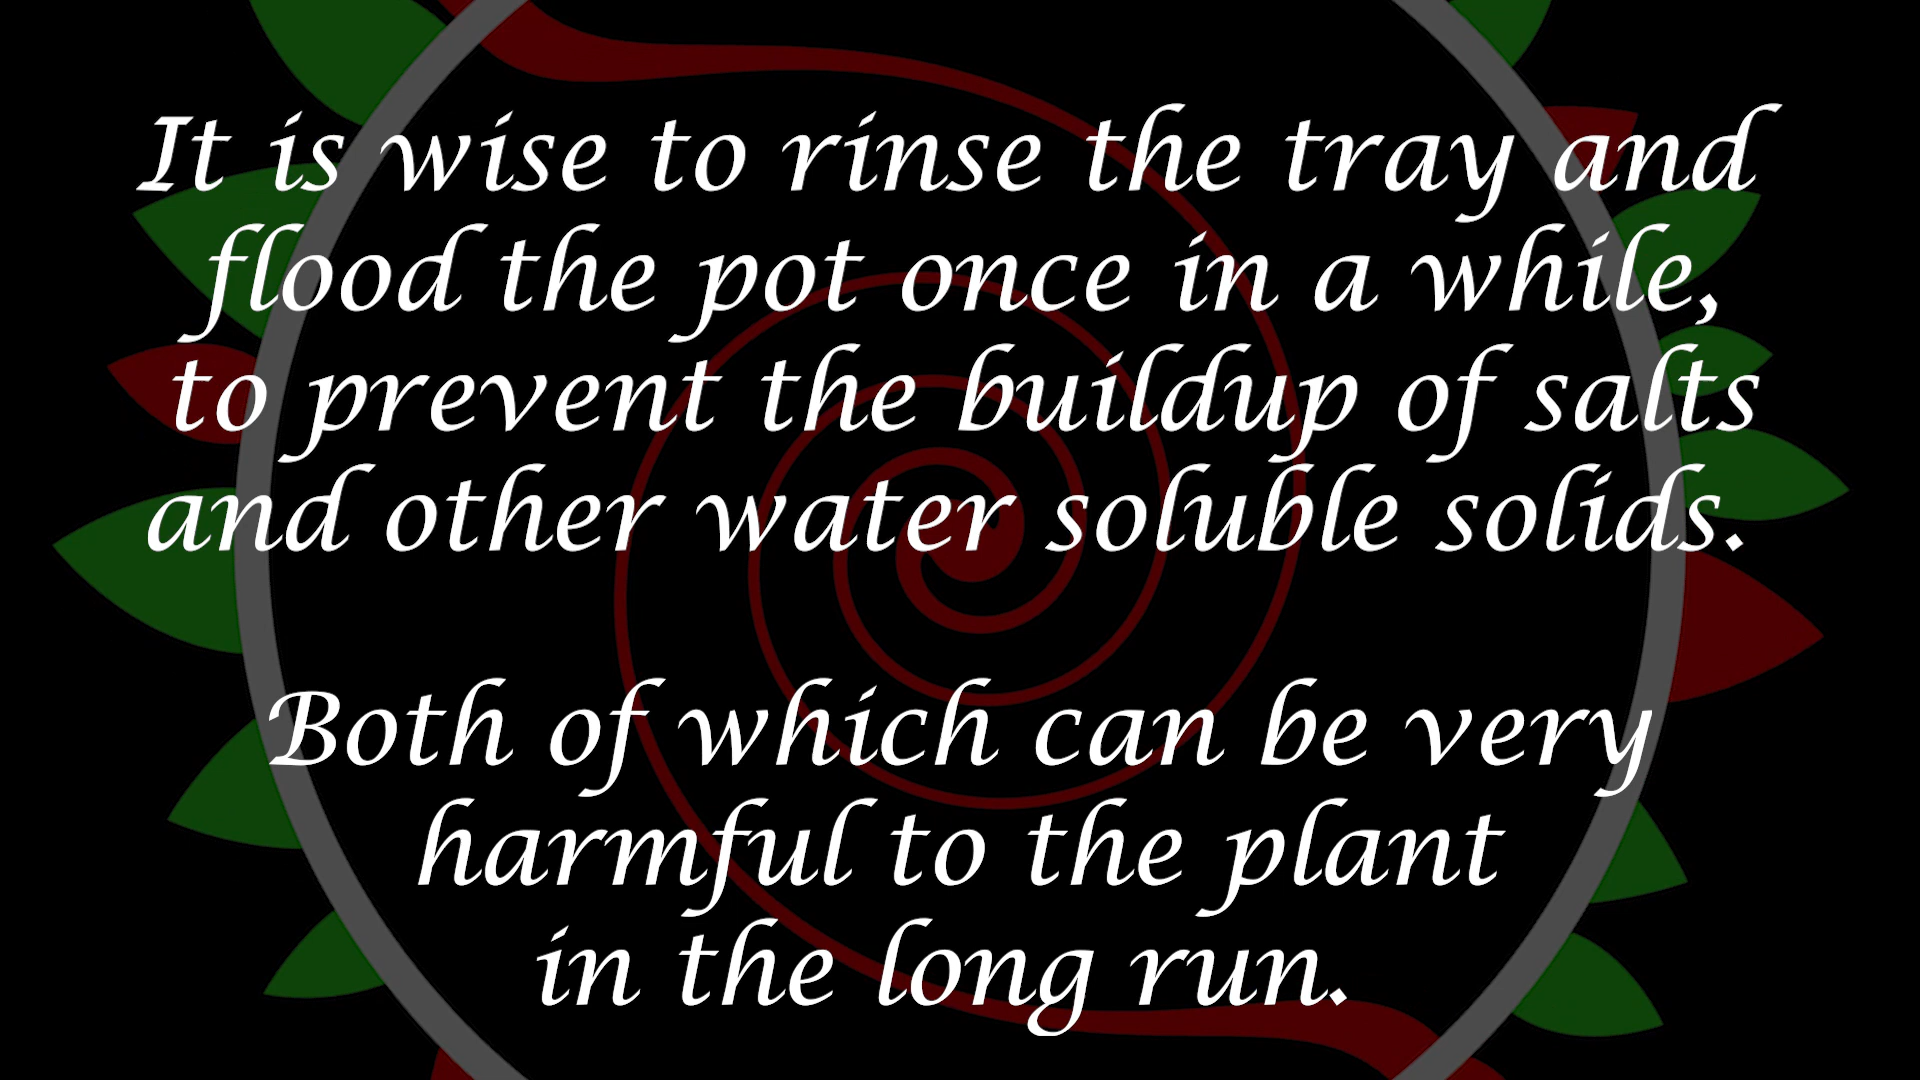 It is wise to rinse the tray and
flood the pot once in a while,
to prevent the buildup of salts
and other water soluble solids.
Both of which can be very
harmful to the plant
in the long run.